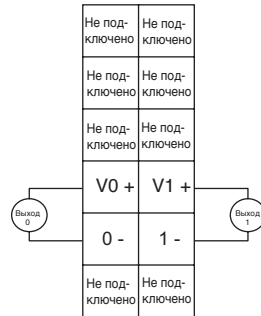 Не под-
ключено
Не под-
ключено
Не под-
ключено
Не под-
ключено
Не под-
ключено
Не под-
ключено
V0 +
V1 +
Выход
0
Выход
1
0 -
1 -
Не под-
ключено
Не под-
ключено